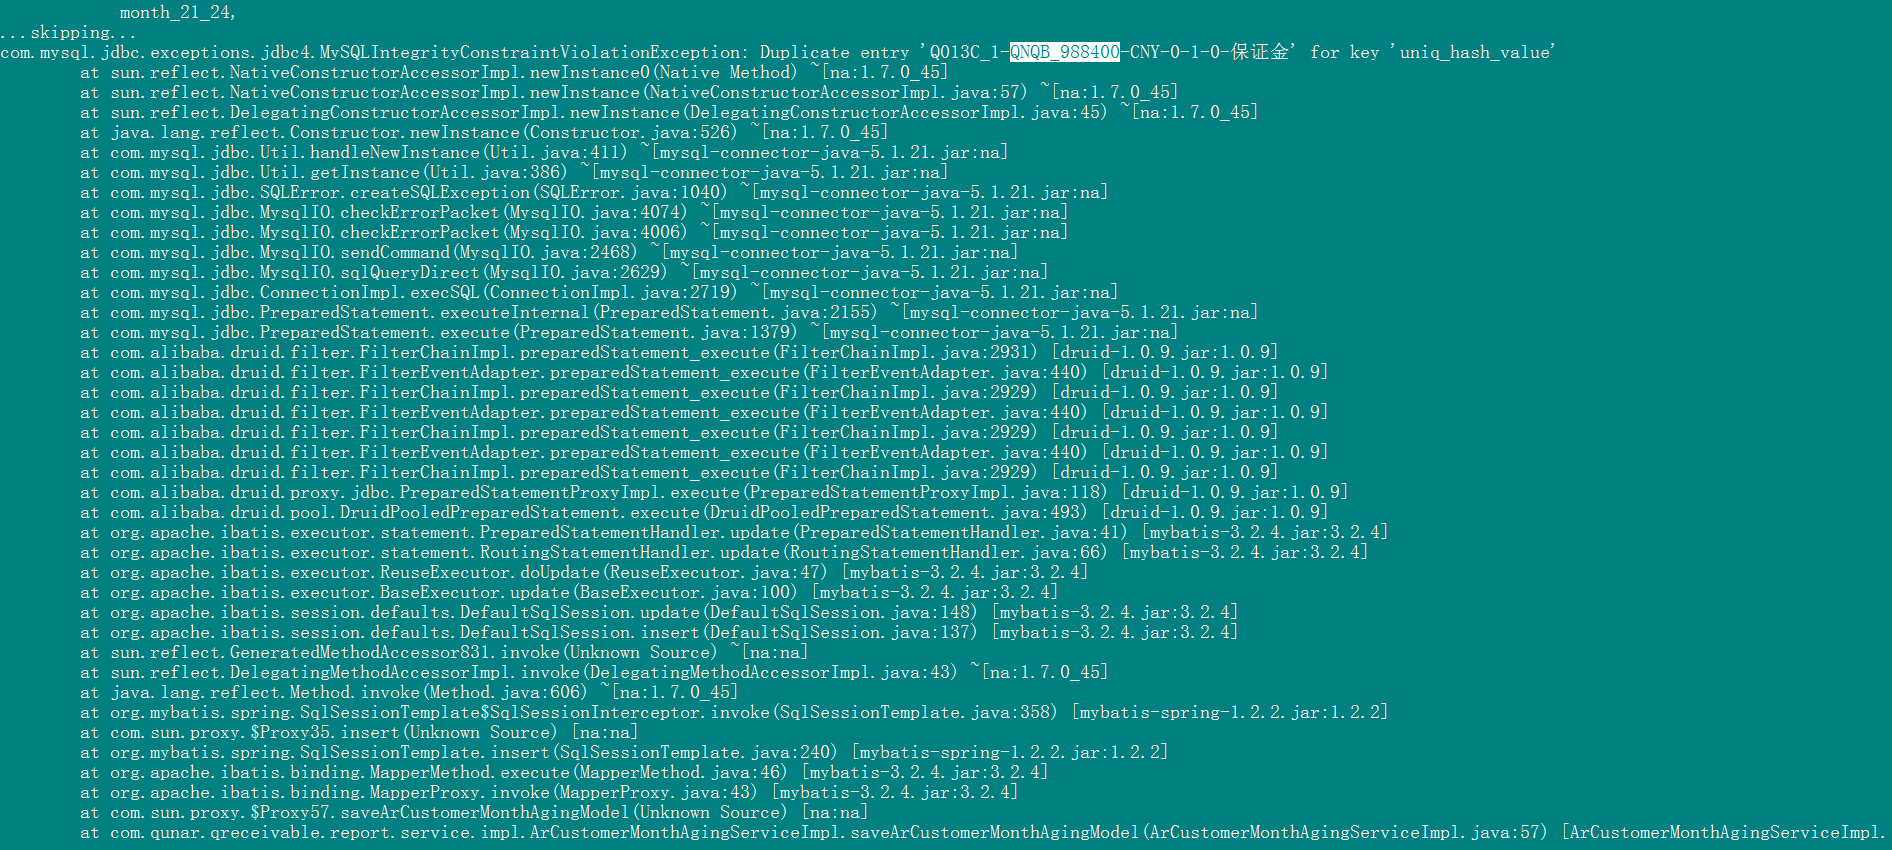 month_21_24,
...skipping...
com.mysql.jdbc.exceptions.jdbc4.MySQLIntegrityConstraintViolationException: Duplicate entry 'Q013C_1-QNQB_988400-CNY-0-1-0-保证金' for key 'uniq_hash_value'
at sun.reflect.NativeConstructorAccessorImpl.newInstance0(Native Method) ~[na:1.7.0_45]
at sun.reflect.NativeConstructorAccessorImpl.newInstance(NativeConstructorAccessorImpl.java:57) ~[na:1.7.0_45]
at sun.reflect.DelegatingConstructorAccessorImpl.newInstance(DelegatingConstructorAccessorImpl.java:45) ~[na:1.7.0_45]
at java.lang.reflect.Constructor.newInstance(Constructor.java:526) ~[na:1.7.0_45]
at com.mysql.jdbc.Util.handleNewInstance(Util.java:411) ~[mysql-connector-java-5.1.21.jar:na]
at com.mysql.jdbc.Util.getInstance(Util.java:386) ~[mysql-connector-java-5.1.21.jar:na]
at com.mysql.jdbc.SQLError.createSQLException(SQLError.java:1040) ~[mysql-connector-java-5.1.21.jar:na]
at com.mysql.jdbc.MysqlIO.checkErrorPacket(MysqlIO.java:4074) ~[mysql-connector-java-5.1.21.jar:na]
at com.mysql.jdbc.MysqlIO.checkErrorPacket(MysqlIO.java:4006) ~[mysql-connector-java-5.1.21.jar:na]
at com.mysql.jdbc.MysqlIO.sendCommand(MysqlIO.java:2468) ~[mysql-connector-java-5.1.21.jar:na]
at com.mysql.jdbc.MysqlIO.sqlQueryDirect(MysqlIO.java:2629) ~[mysql-connector-java-5.1.21.jar:na]
at com.mysql.jdbc.ConnectionImpl.execSQL(ConnectionImpl.java:2719) ~[mysql-connector-java-5.1.21.jar:na]
at com.mysql.jdbc.PreparedStatement.executeInternal(PreparedStatement.java:2155) ~[mysql-connector-java-5.1.21.jar:na]
at com.mysql.jdbc.PreparedStatement.execute(PreparedStatement.java:1379) ~[mysql-connector-java-5.1.21.jar:na]
at com.alibaba.druid.filter.FilterChainImpl.preparedStatement_execute(FilterChainImpl.java:2931) [druid-1.0.9.jar:1.0.9]
at com.alibaba.druid.filter.FilterEventAdapter.preparedStatement_execute(FilterEventAdapter.java:440) [druid-1.0.9.jar:1.0.9]
at com.alibaba.druid.filter.FilterChainImpl.preparedStatement_execute(FilterChainImpl.java:2929) [druid-1.0.9.jar:1.0.9]
at com.alibaba.druid.filter.FilterEventAdapter.preparedStatement_execute(FilterEventAdapter.java:440) [druid-1.0.9.jar:1.0.9]
at com.alibaba.druid.filter.FilterChainImpl.preparedStatement_execute(FilterChainImpl.java:2929) [druid-1.0.9.jar:1.0.9]
at com.alibaba.druid.filter.FilterEventAdapter.preparedStatement_execute(FilterEventAdapter.java:440) [druid-1.0.9.jar:1.0.9]
at com.alibaba.druid.filter.FilterChainImpl.preparedStatement_execute(FilterChainImpl.java:2929) [druid-1.0.9.jar:1.0.9]
at com.alibaba.druid.proxy.jdbc.PreparedStatementProxyImpl.execute(PreparedStatementProxyImpl.java:118) [druid-1.0.9.jar:1.0.9]
at com.alibaba.druid.pool.DruidPooledPreparedStatement.execute(DruidPooledPreparedStatement.java:493) [druid-1.0.9.jar:1.0.9]
at org.apache.ibatis.executor.statement.PreparedStatementHandler.update(PreparedStatementHandler.java:41) [mybatis-3.2.4.jar:3.2.4]
at org.apache.ibatis.executor.statement.RoutingStatementHandler.update(RoutingStatementHandler.java:66) [mybatis-3.2.4.jar:3.2.4]
at org.apache.ibatis.executor.ReuseExecutor.doUpdate(ReuseExecutor.java:47) [mybatis-3.2.4.jar:3.2.4]
at org.apache.ibatis.executor.BaseExecutor.update(BaseExecutor.java:100) [mybatis-3.2.4.jar:3.2.4]
at org.apache.ibatis.session.defaults.DefaultSqlSession.update(DefaultSqlSession.java:148) [mybatis-3.2.4.jar:3.2.4]
at org.apache.ibatis.session.defaults.DefaultSqlSession.insert(DefaultSqlSession.java:137) [mybatis-3.2.4.jar:3.2.4]
at sun.reflect.GeneratedMethodAccessor831.invoke(Unknown Source) ~[na:na]
at sun.reflect.DelegatingMethodAccessorImpl.invoke(DelegatingMethodAccessorImpl.java:43) ~[na:1.7.0_45]
at java.lang.reflect.Method.invoke(Method.java:606) ~[na:1.7.0_45]
at org.mybatis.spring.SqlSessionTemplate$SqlSessionInterceptor.invoke(SqlSessionTemplate.java:358) [mybatis-spring-1.2.2.jar:1.2.2]
at com.sun.proxy.$Proxy35.insert(Unknown Source) [na:na]
at org.mybatis.spring.SqlSessionTemplate.insert(SqlSessionTemplate.java:240) [mybatis-spring-1.2.2.jar:1.2.2]
at org.apache.ibatis.binding.MapperMethod.execute(MapperMethod.java:46) [mybatis-3.2.4.jar:3.2.4]
at org.apache.ibatis.binding.MapperProxy.invoke(MapperProxy.java:43) [mybatis-3.2.4.jar:3.2.4]
at com.sun.proxy.$Proxy57.saveArCustomerMonthAgingModel(Unknown Source) [na:na]
at com.qunar.qreceivable.report.service.impl.ArCustomerMonthAgingServiceImpl.saveArCustomerMonthAgingModel(ArCustomerMonthAgingServiceImpl.java:57) [ArCustomerMonthAgingServiceImpl.